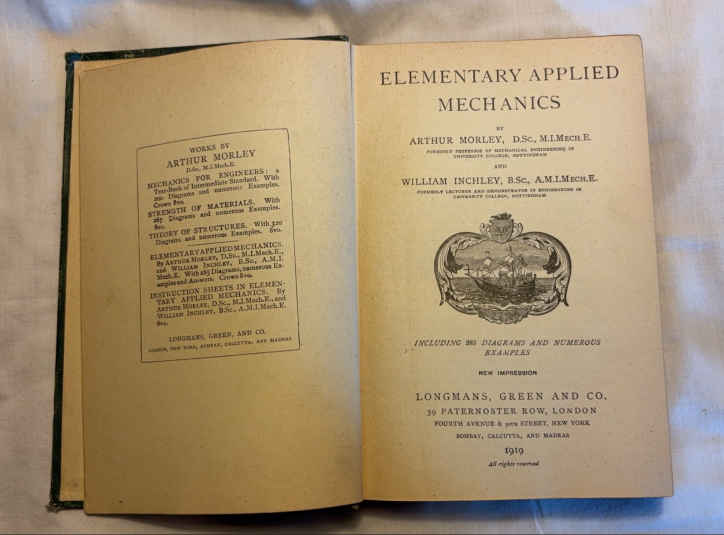 WORKS BY
ARTHUR MORLEY
D.Sc., M.I.Mech.E.
MECHANICS FOR ENGINEERS: a
Text-Book of Intermediate Standard. With
200 Diagrams and numerous Examples.
Crown 8vo.
STRENGTH OF MATERIALS. With
267 Diagrams and numerous Examples.
8vo.
THEORY OF STRUCTURES. With 320
Diagrams and numerous Examples. 8vo.
ELEMENTARY APPLIED MECHANICS.
By ARTHUR MORLEY, D.Sc., M.I.Mech.E.,
and WILLIAM INCHLEY, B.Sc., A.M.I.
Mech.E. With 285 Diagrams, numerous Ex-
amples and Answers. Crown 8vo.
INSTRUCTION SHEETS IN ELEMEN-
TARY APPLIED MECHANICS. By
ARTHUR MORLEY, D.Sc., M.I.Mech.E., and
WILLIAM INCHLEY, B.Sc., A.M.I.Mech.E.
8vo.
LONGMANS, GREEN, AND CO.
LONDON, NEW YORK, BOMBAY, CALCUTTA, AND MADRAS
ELEMENTARY APPLIED
MECHANICS
BY
ARTHUR MORLEY, D.Sc., M.I.MECH.E.
FORMERLY PROFESSOR OF MECHANICAL ENGINEERING IN
UNIVERSITY COLLEGE, NOTTINGHAM
AND
WILLIAM INCHLEY, B.Sc., A.M.I.MECH.E.
FORMERLY LECTURER AND DEMONSTRATOR IN ENGINEERING IN
UNIVERSITY COLLEGE, NOTTINGHAM
INCLUDING 285 DIAGRAMS AND NUMEROUS
EXAMPLES
NEW IMPRESSION
LONGMANS, GREEN AND CO.
39 PATERNOSTER ROW, LONDON
FOURTH AVENUE & 30TH STREET, NEW YORK
BOMBAY, CALCUTTA, AND MADRAS
1919
All rights reserved